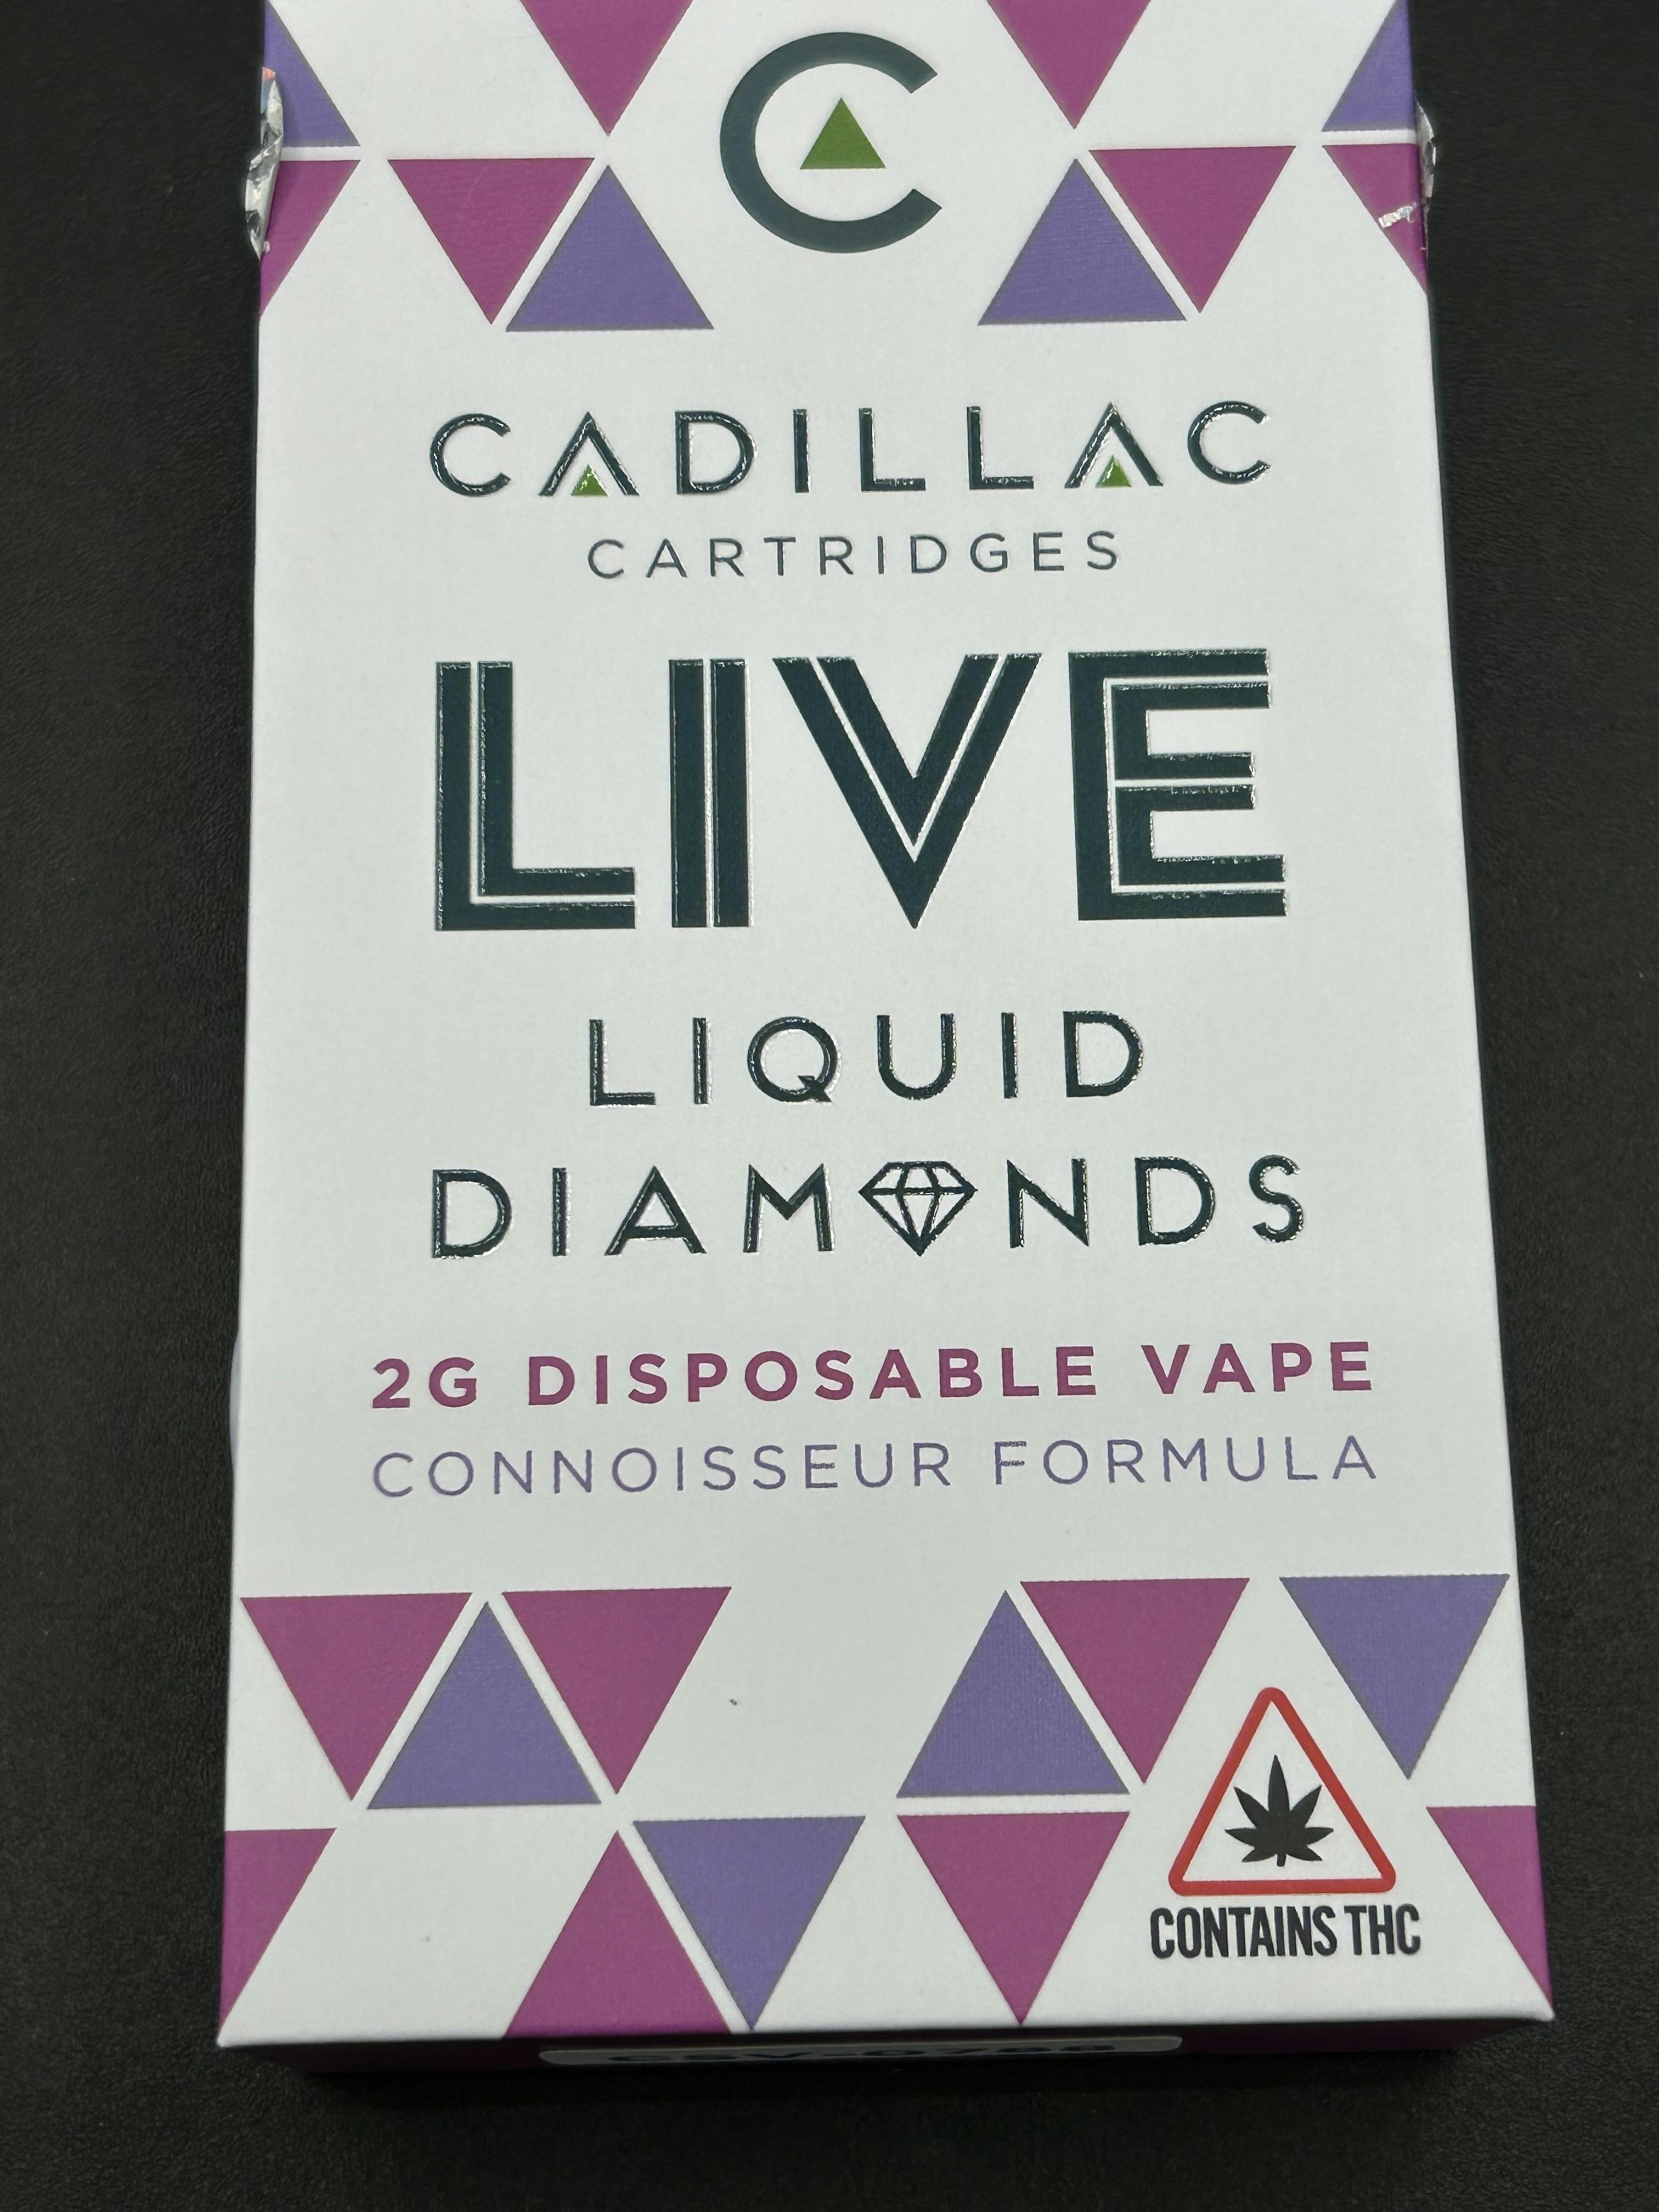 CADILLAC
CARTRIDGES
LIVE
LIQUID
DIAMONDS
2G DISPOSABLE VAPE
CONNOISSEUR FORMULA
CONTAINS THC